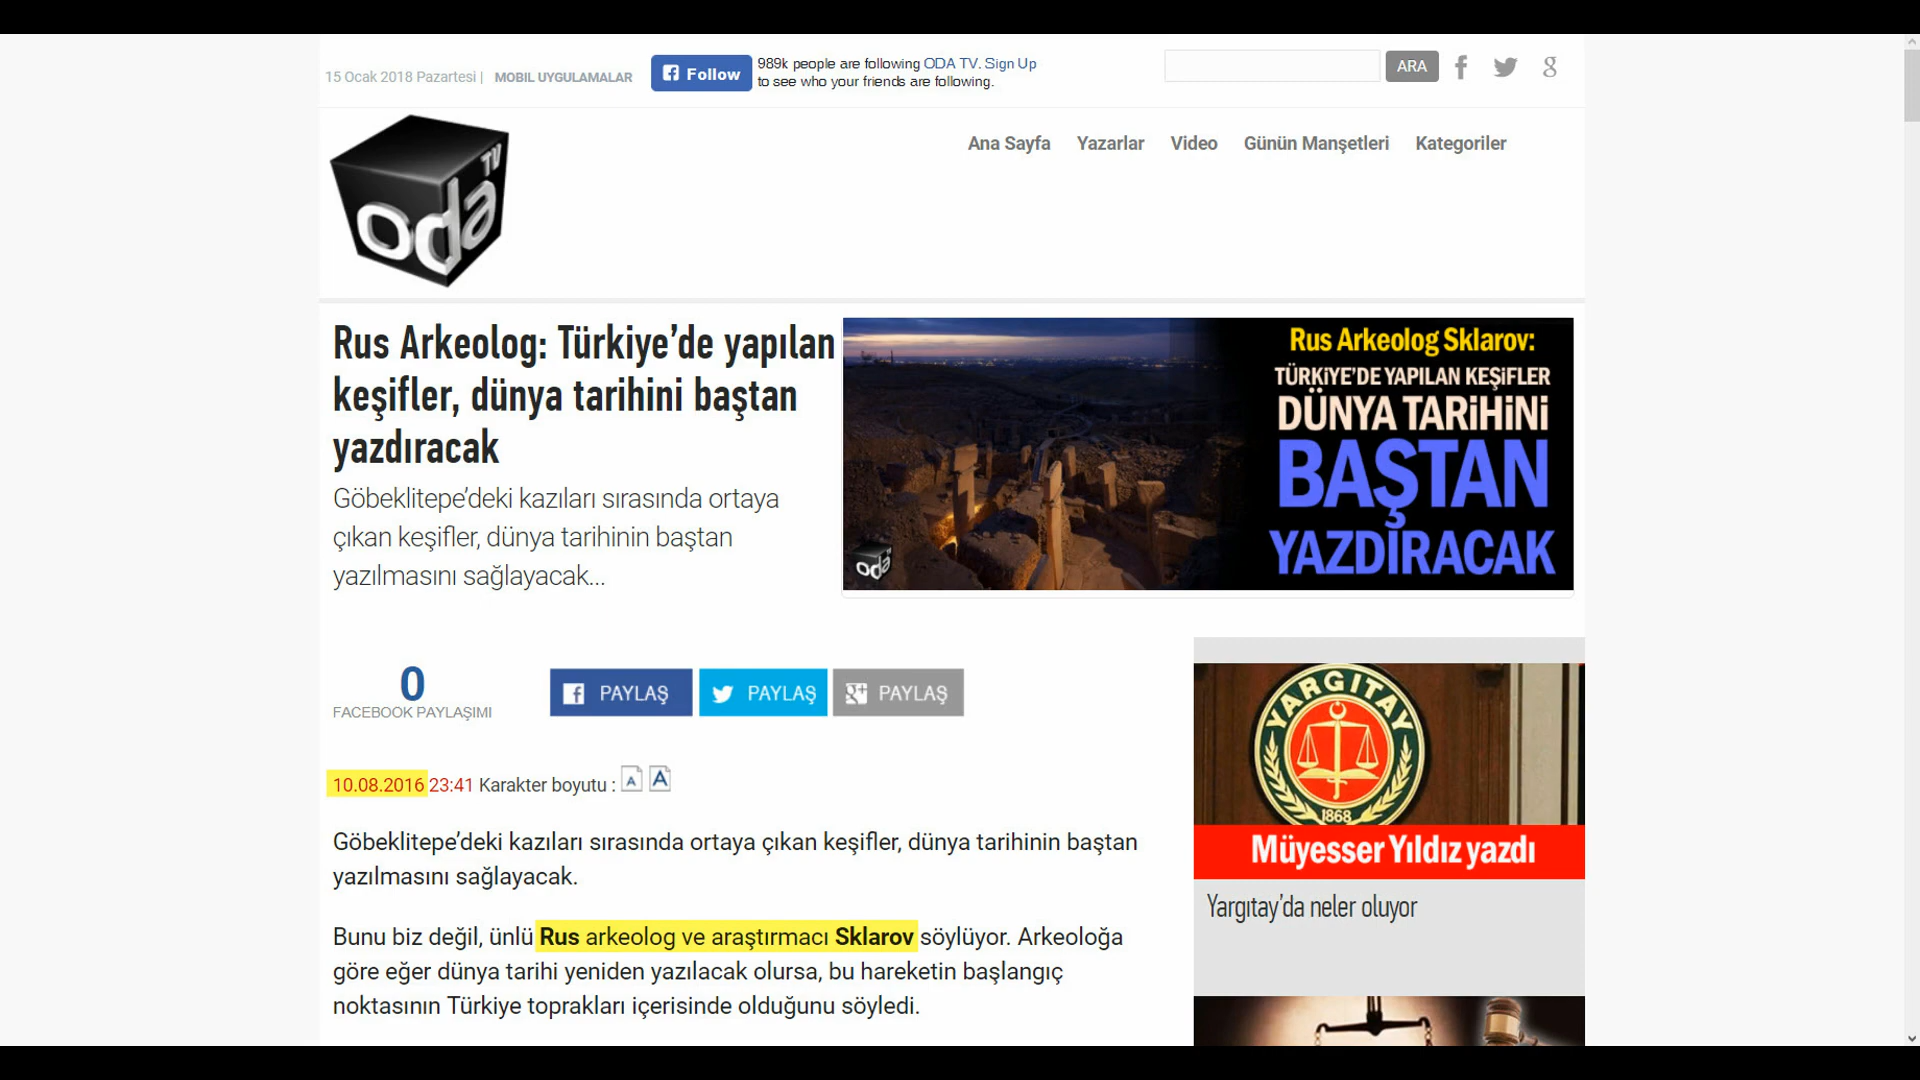 15 Ocak 2018 Pazartesi | MOBIL UYGULAMALAR
Follow
989k people are following ODA TV. Sign Up
to see who your friends are following.
ARA
oda TV
Ana Sayfa Yazarlar Video Günün Manşetleri Kategoriler
Rus Arkeolog: Türkiye’de yapılan
keşifler, dünya tarihini baştan
yazdıracak
Göbeklitepe’deki kazıları sırasında ortaya
çıkan keşifler, dünya tarihinin baştan
yazılmasını sağlayacak...
Rus Arkeolog Sklarov:
TÜRKİYE’DE YAPILAN KEŞİFLER
DÜNYA TARİHİNİ
BAŞTAN
YAZDIRACAK
oda
0
FACEBOOK PAYLAŞIMI
PAYLAŞ PAYLAŞ PAYLAŞ
10.08.2016 23:41 Karakter boyutu : A A
Göbeklitepe’deki kazıları sırasında ortaya çıkan keşifler, dünya tarihinin baştan
yazılmasını sağlayacak.
Bunu biz değil, ünlü Rus arkeolog ve araştırmacı Sklarov söylüyor. Arkeoloğa
göre eğer dünya tarihi yeniden yazılacak olursa, bu hareketin başlangıç
noktasının Türkiye toprakları içerisinde olduğunu söyledi.
YARGITAY
1868
Müyesser Yıldız yazdı
Yargıtay’da neler oluyor